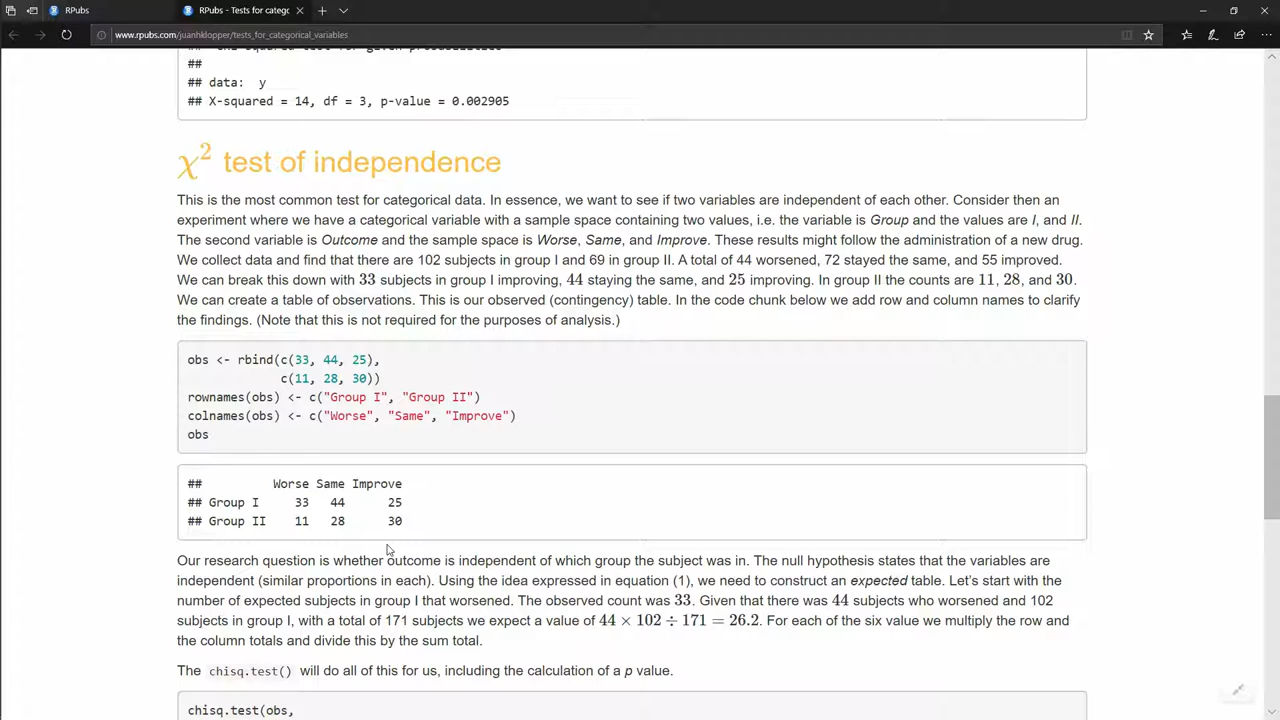 RPubs
RPubs - Tests for catego
www.rpubs.com/juanhklopper/tests_for_categorical_variables
##
## data:  y
## X-squared = 14, df = 3, p-value = 0.002905
χ² test of independence
This is the most common test for categorical data. In essence, we want to see if two variables are independent of each other. Consider then an
experiment where we have a categorical variable with a sample space containing two values, i.e. the variable is Group and the values are I, and II.
The second variable is Outcome and the sample space is Worse, Same, and Improve. These results might follow the administration of a new drug.
We collect data and find that there are 102 subjects in group I and 69 in group II. A total of 44 worsened, 72 stayed the same, and 55 improved.
We can break this down with 33 subjects in group I improving, 44 staying the same, and 25 improving. In group II the counts are 11, 28, and 30.
We can create a table of observations. This is our observed (contingency) table. In the code chunk below we add row and column names to clarify
the findings. (Note that this is not required for the purposes of analysis.)
obs <- rbind(c(33, 44, 25),
c(11, 28, 30))
rownames(obs) <- c("Group I", "Group II")
colnames(obs) <- c("Worse", "Same", "Improve")
obs
##          Worse Same Improve
## Group I     33   44      25
## Group II    11   28      30
Our research question is whether outcome is independent of which group the subject was in. The null hypothesis states that the variables are
independent (similar proportions in each). Using the idea expressed in equation (1), we need to construct an expected table. Let's start with the
number of expected subjects in group I that worsened. The observed count was 33. Given that there was 44 subjects who worsened and 102
subjects in group I, with a total of 171 subjects we expect a value of 44 × 102 ÷ 171 = 26.2. For each of the six value we multiply the row and
the column totals and divide this by the sum total.
The chisq.test() will do all of this for us, including the calculation of a p value.
chisq.test(obs,